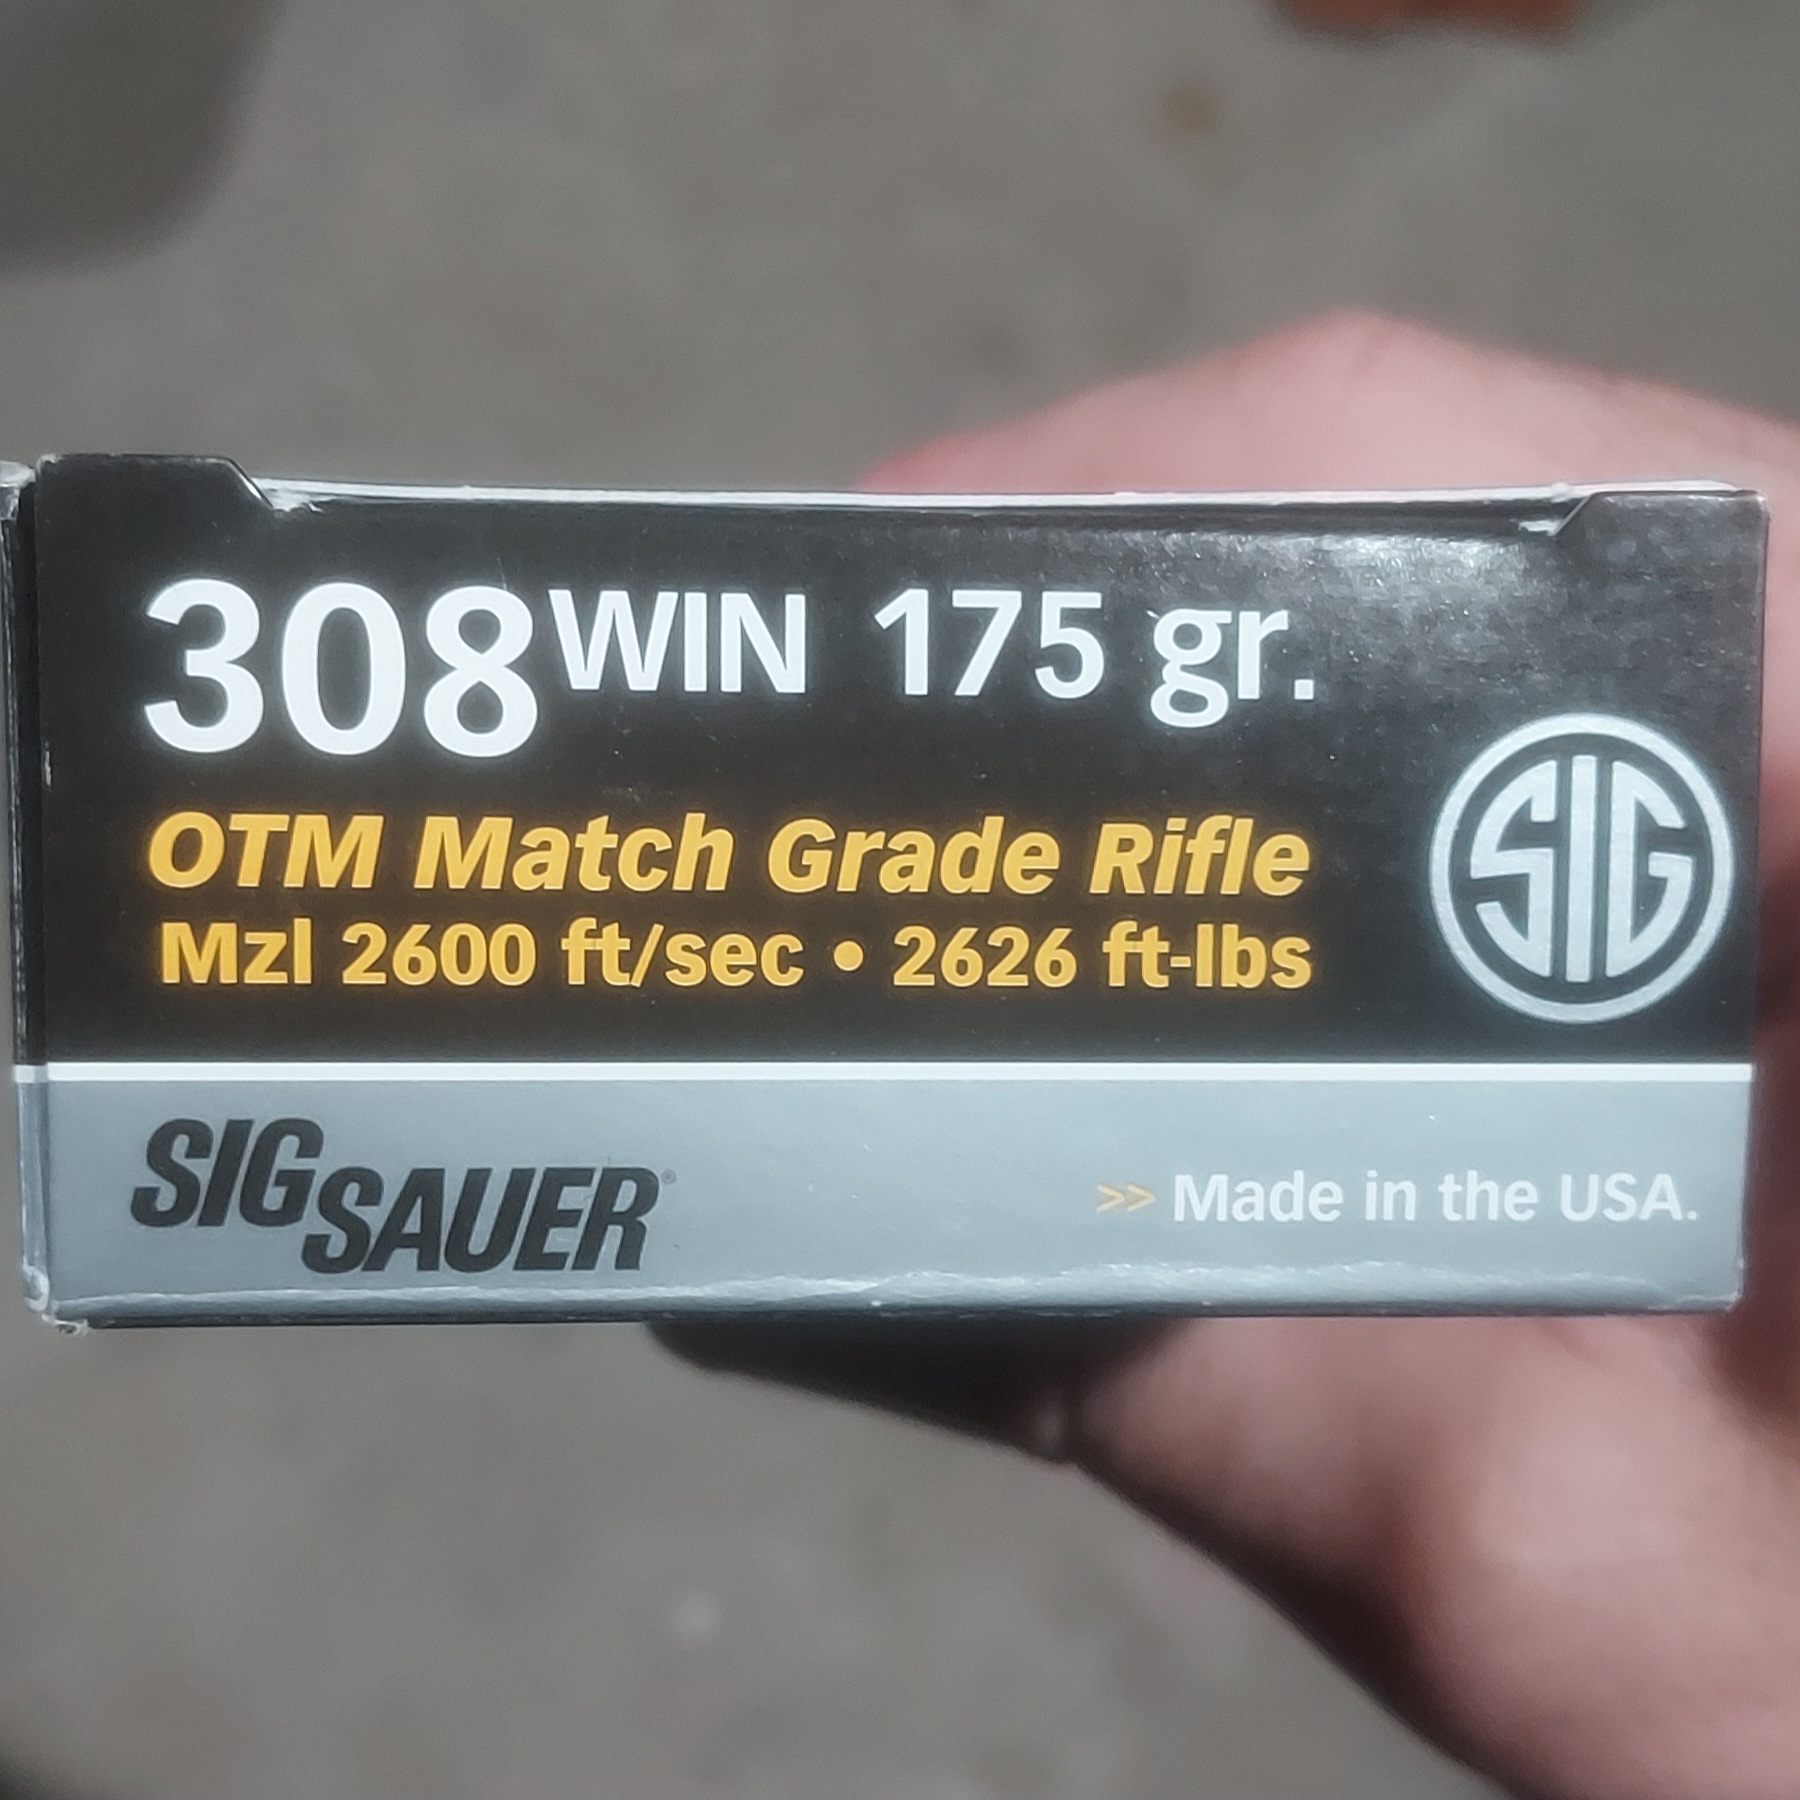 308 WIN 175 gr.
OTM Match Grade Rifle
Mzl 2600 ft/sec • 2626 ft-lbs
SIG
SIG SAUER®
>> Made in the USA.